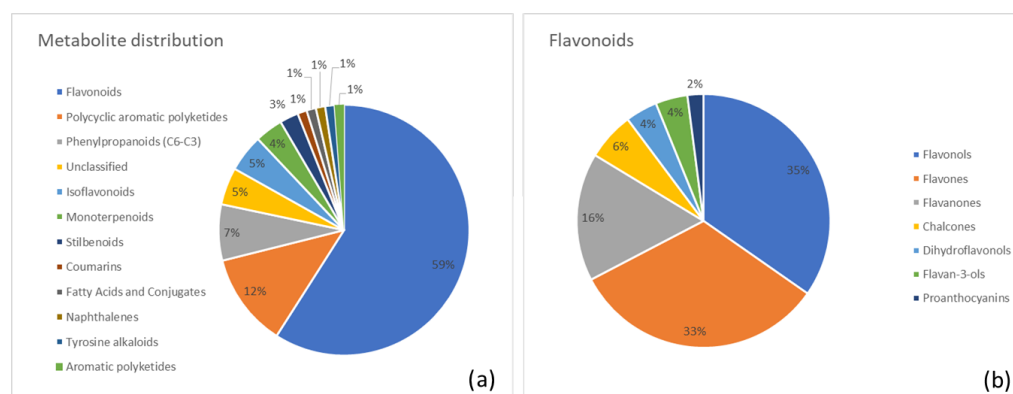 Metabolite distribution
Flavonoids
Polycyclic aromatic polyketides
Phenylpropanoids (C6-C3)
Unclassified
Isoflavonoids
Monoterpenoids
Stilbenoids
Coumarins
Fatty Acids and Conjugates
Naphthalenes
Tyrosine alkaloids
Aromatic polyketides
59%
12%
7%
5%
5%
4%
3%
1%
1%
1%
1%
1%
(a)
Flavonoids
35%
33%
16%
6%
4%
4%
2%
Flavonols
Flavones
Flavanones
Chalcones
Dihydroflavonols
Flavan-3-ols
Proanthocyanins
(b)